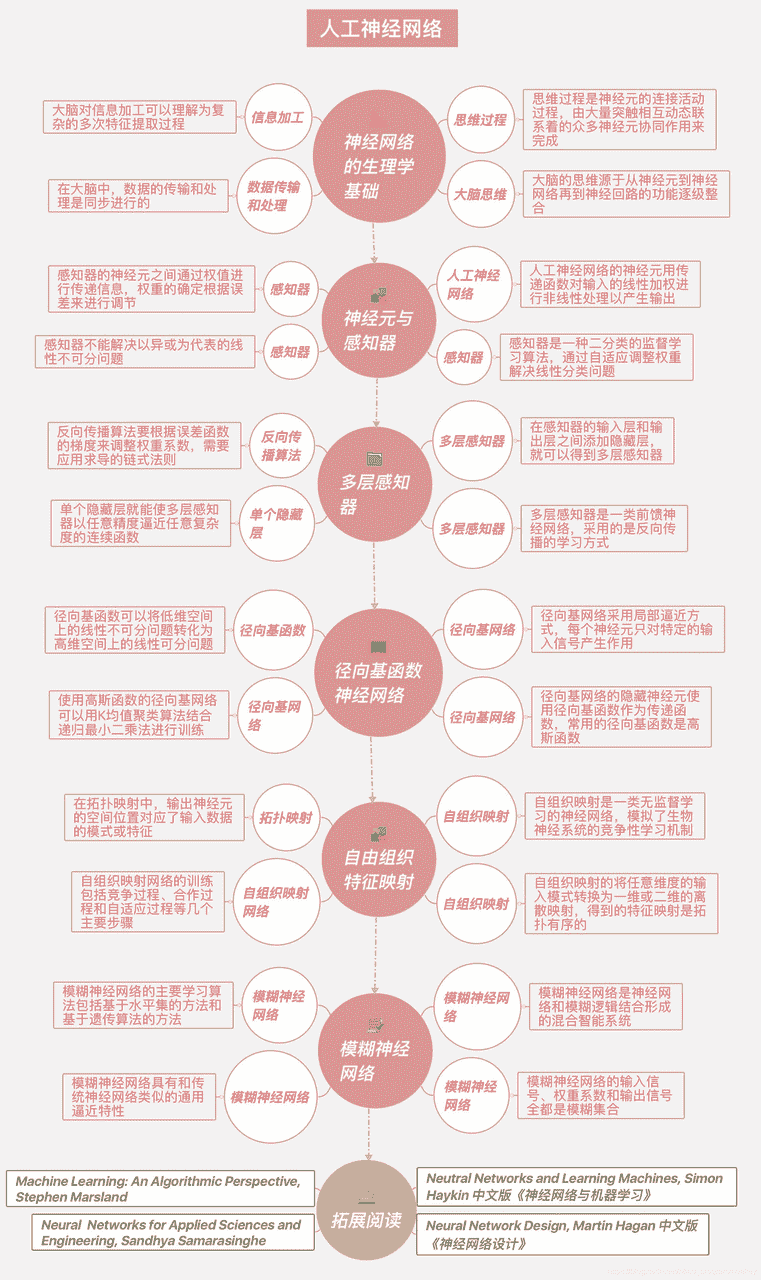 人工神经网络
大脑对信息加工可以理解为复
杂的多次特征提取过程
信息加工
在大脑中，数据的传输和处
理是同步进行的
数据传输
和处理
神经网络
的生理学
基础
思维过程
思维过程是神经元的连接活动
过程，由大量突触相互动态联
系着的众多神经元协同作用来
完成
大脑思维
大脑的思维源于从神经元到神经
网络再到神经回路的功能逐级整
合
感知器的神经元之间通过权值进
行传递信息，权重的确定根据误
差来进行调节
感知器
感知器不能解决以异或为代表的线
性不可分问题
感知器
神经元与
感知器
人工神经
网络
人工神经网络的神经元用传
递函数对输入的线性加权进
行非线性处理以产生输出
感知器
感知器是一种二分类的监督学
习算法，通过自适应调整权重
解决线性分类问题
反向传播算法要根据误差函数
的梯度来调整权重系数，需要
应用求导的链式法则
反向传
播算法
单个隐藏层就能使多层感知
器以任意精度逼近任意复杂
度的连续函数
单个隐藏
层
多层感知
器
多层感知器
在感知器的输入层和输
出层之间添加隐藏层，
就可以得到多层感知器
多层感知器
多层感知器是一类前馈神
经网络，采用的是反向传
播的学习方式
径向基函数可以将低维空间
上的线性不可分问题转化为
高维空间上的线性可分问题
径向基函数
使用高斯函数的径向基网络
可以用K均值聚类算法结合
递归最小二乘法进行训练
径向基网
络
径向基函数
神经网络
径向基网络
径向基网络采用局部逼近方
式，每个神经元只对特定的输
入信号产生作用
径向基网络
径向基网络的隐藏神经元使
用径向基函数作为传递函
数，常用的径向基函数是高
斯函数
在拓扑映射中，输出神经元
的空间位置对应了输入数据
的模式或特征
拓扑映射
自组织映射网络的训练
包括竞争过程、合作过
程和自适应过程等几个
主要步骤
自组织映射
网络
自由组织
特征映射
自组织映射
自组织映射是一类无监督学
习的神经网络，模拟了生物
神经系统的竞争性学习机制
自组织映射
自组织映射的将任意维度的输
入模式转换为一维或二维的离
散映射，得到的特征映射是拓
扑有序的
模糊神经网络的主要学习算
法包括基于水平集的方法和
基于遗传算法的方法
模糊神经
网络
模糊神经网络具有和传
统神经网络类似的通用
逼近特性
模糊神经网络
模糊神经
网络
模糊神经网
络
模糊神经网络是神经网
络和模糊逻辑结合形成
的混合智能系统
模糊神经
网络
模糊神经网络的输入信
号、权重系数和输出信号
全都是模糊集合
Machine Learning: An Algorithmic Perspective,
Stephen Marsland
Neural Networks for Applied Sciences and
Engineering, Sandhya Samarasinghe
拓展阅读
Neutral Networks and Learning Machines, Simon
Haykin 中文版《神经网络与机器学习》
Neural Network Design, Martin Hagan 中文版
《神经网络设计》